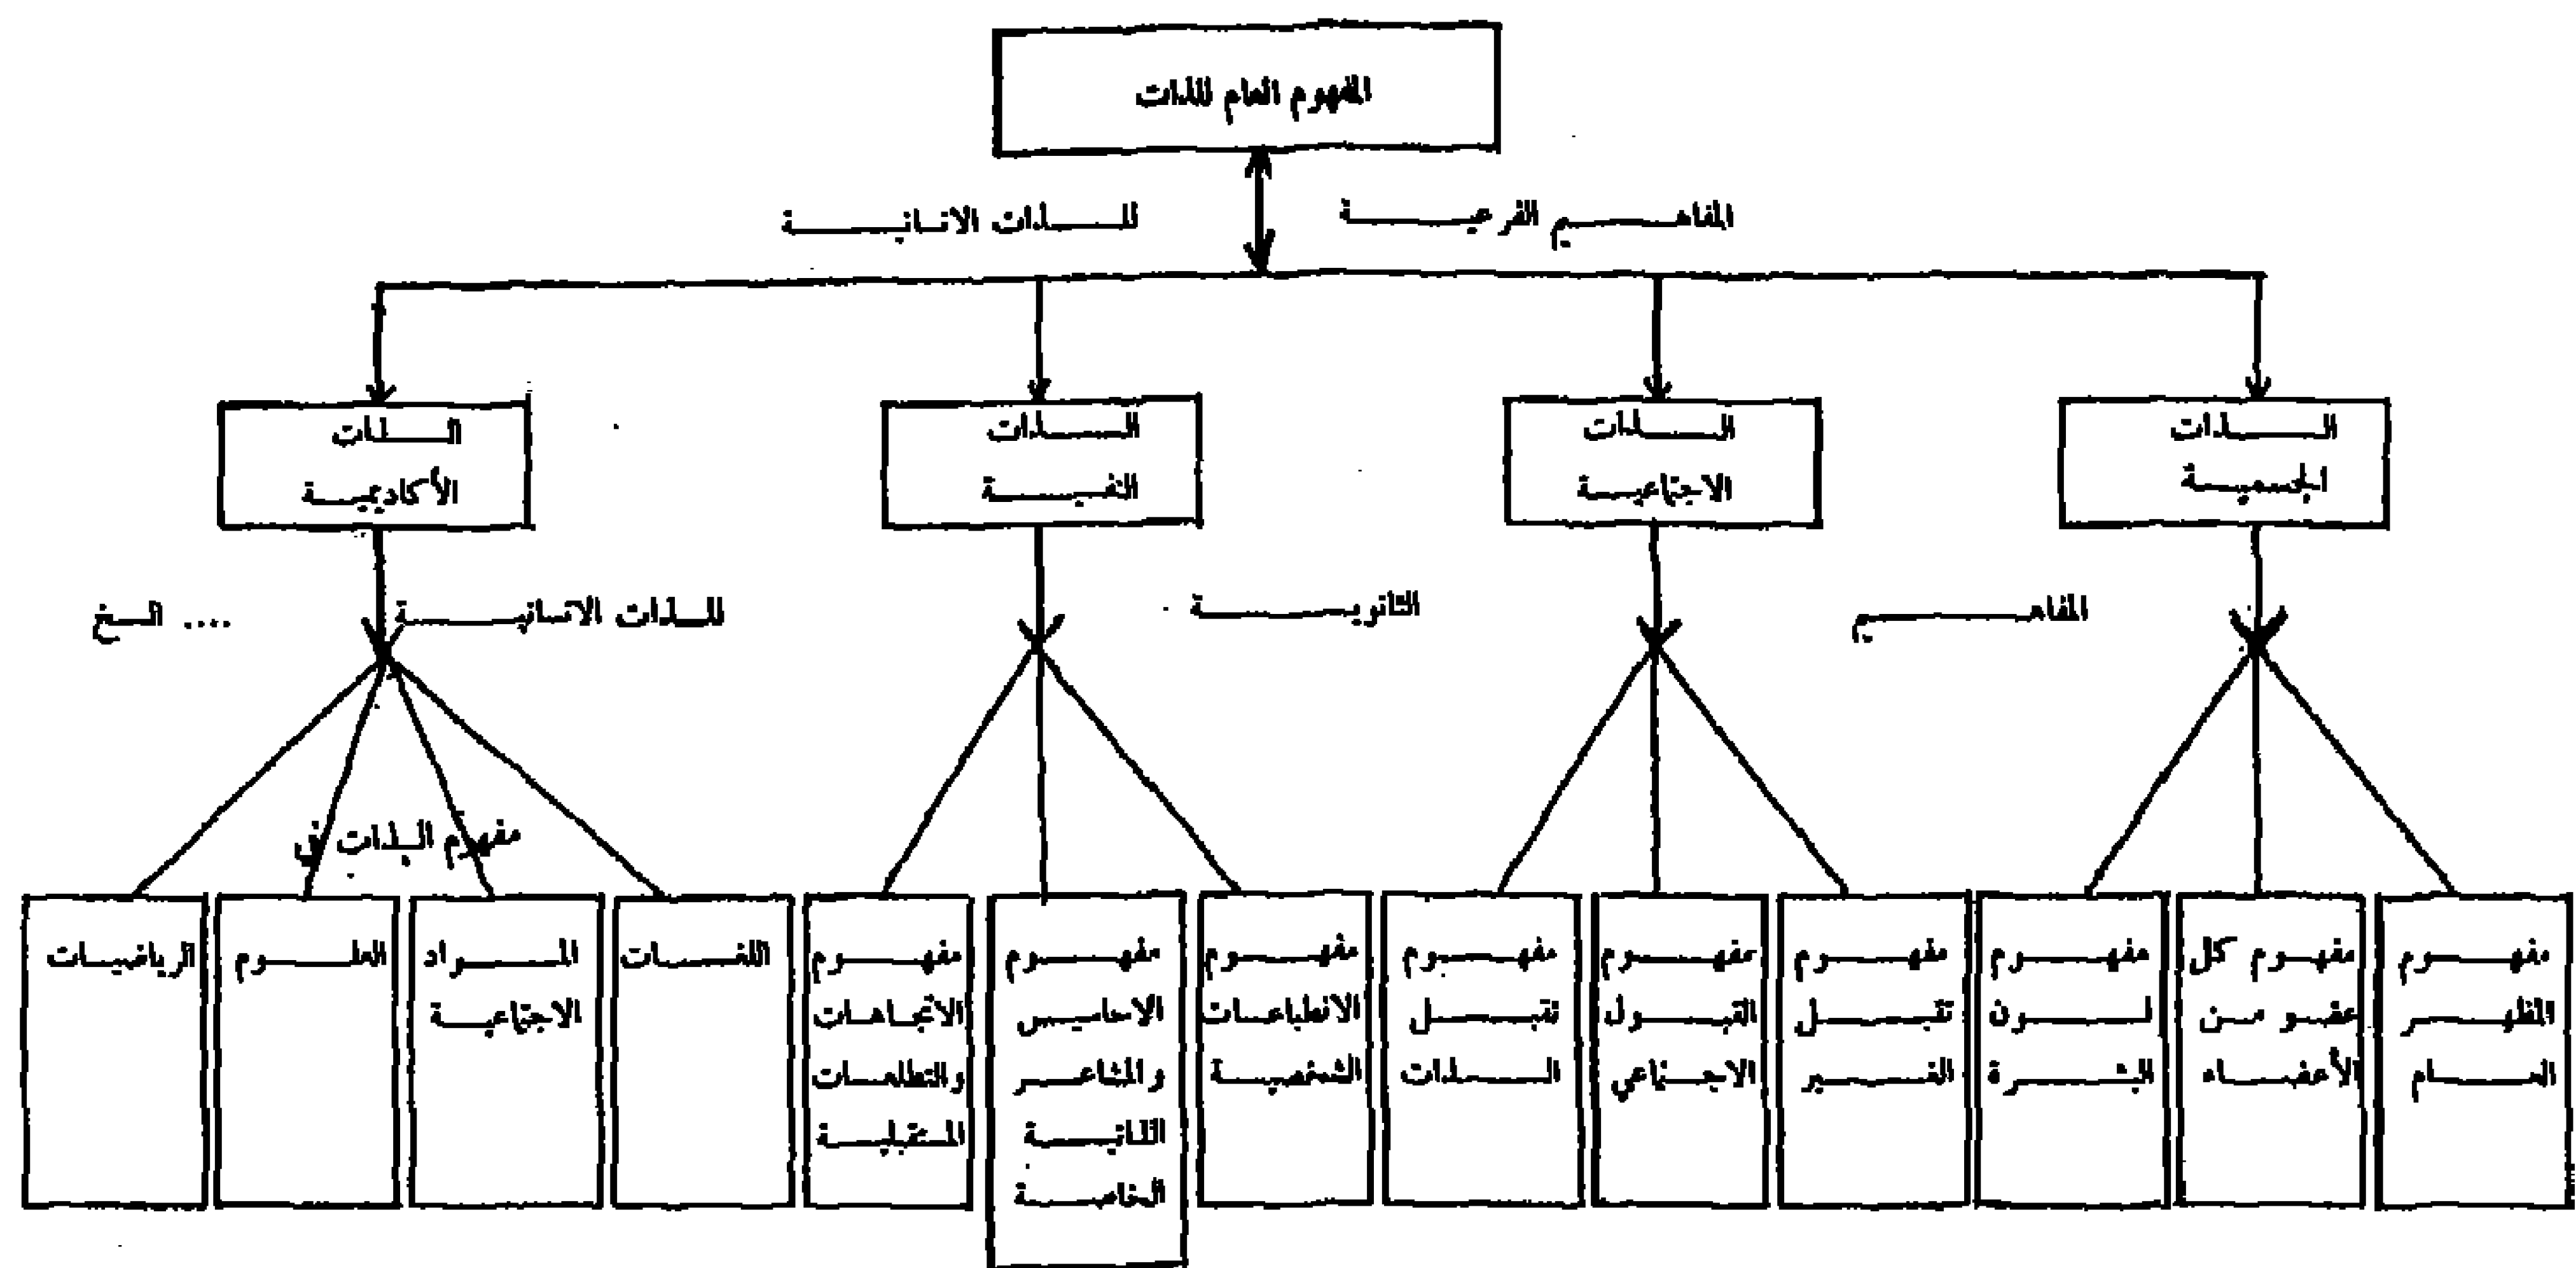 المفهوم العام للذات
المفاهيم الفرعية للذات الانسانية
الذات
الجسمية
الذات
الاجتماعية
الذات
النفسية
الذات
الأكاديمية
المفاهيم الثانوية للذات الانسانية .... الخ
مفهوم الذات في
مفهوم
المظهر
العام
مفهوم كل
عضو من
الأعضاء
مفهوم
لون
البشرة
مفهوم
تقبل
الغير
مفهوم
القبول
الاجتماعي
مفهوم
تقبل
الذات
مفهوم
الانطباعات
الشخصية
مفهوم
الاحاسيس
والمشاعر
الذاتية
الخاصة
مفهوم
الاتجاهات
والتطلعات
المستقبلية
اللغات
المواد
الاجتماعية
العلوم
الرياضيات